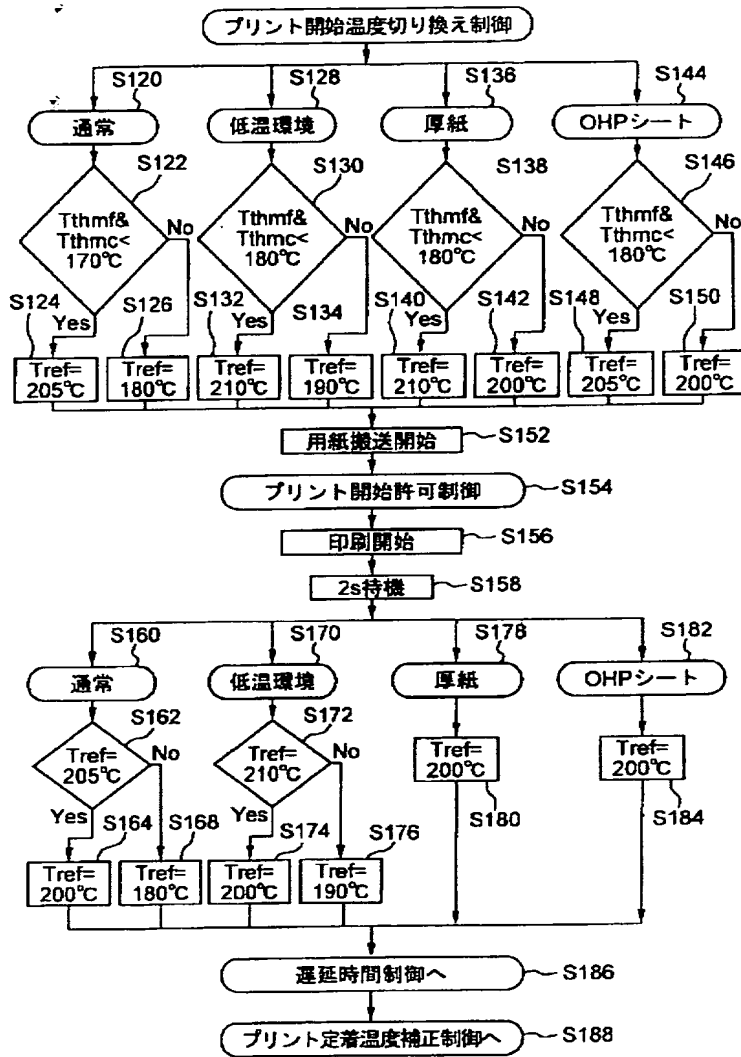 プリント開始温度切り換え制御
S120
S128
S136
S144
通常
低温環境
厚紙
OHPシート
S122
S130
S138
S146
Tthmf&
Tthmc<
170℃
No
Tthmf&
Tthmc<
180℃
No
Tthmf&
Tthmc<
180℃
No
Tthmf&
Tthmc<
180℃
No
S124
Yes
S126
S132
Yes
S134
S140
Yes
S142
S148
Yes
S150
Tref=
205℃
Tref=
180℃
Tref=
210℃
Tref=
190℃
Tref=
210℃
Tref=
200℃
Tref=
205℃
Tref=
200℃
用紙搬送開始
S152
プリント開始許可制御
S154
印刷開始
S156
2s待機
S158
S160
S170
S178
S182
通常
低温環境
厚紙
OHPシート
S162
S172
Tref=
205℃
No
Tref=
210℃
No
Tref=
200℃
S180
Tref=
200℃
S184
Yes
S164
S168
Yes
S174
S176
Tref=
200℃
Tref=
180℃
Tref=
200℃
Tref=
190℃
遅延時間制御へ
S186
プリント定着温度補正制御へ
S188